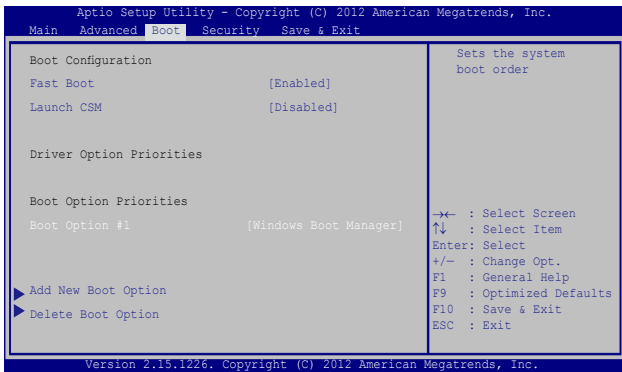 Aptio Setup Utility - Copyright (C) 2012 American Megatrends, Inc.
Main Advanced Boot Security Save & Exit
Boot Configuration
Fast Boot [Enabled]
Launch CSM [Disabled]
Driver Option Priorities
Boot Option Priorities
Boot Option #1 [Windows Boot Manager]
Add New Boot Option
Delete Boot Option
Sets the system
boot order
→← : Select Screen
↑↓ : Select Item
Enter: Select
+/— : Change Opt.
F1 : General Help
F9 : Optimized Defaults
F10 : Save & Exit
ESC : Exit
Version 2.15.1226. Copyright (C) 2012 American Megatrends, Inc.